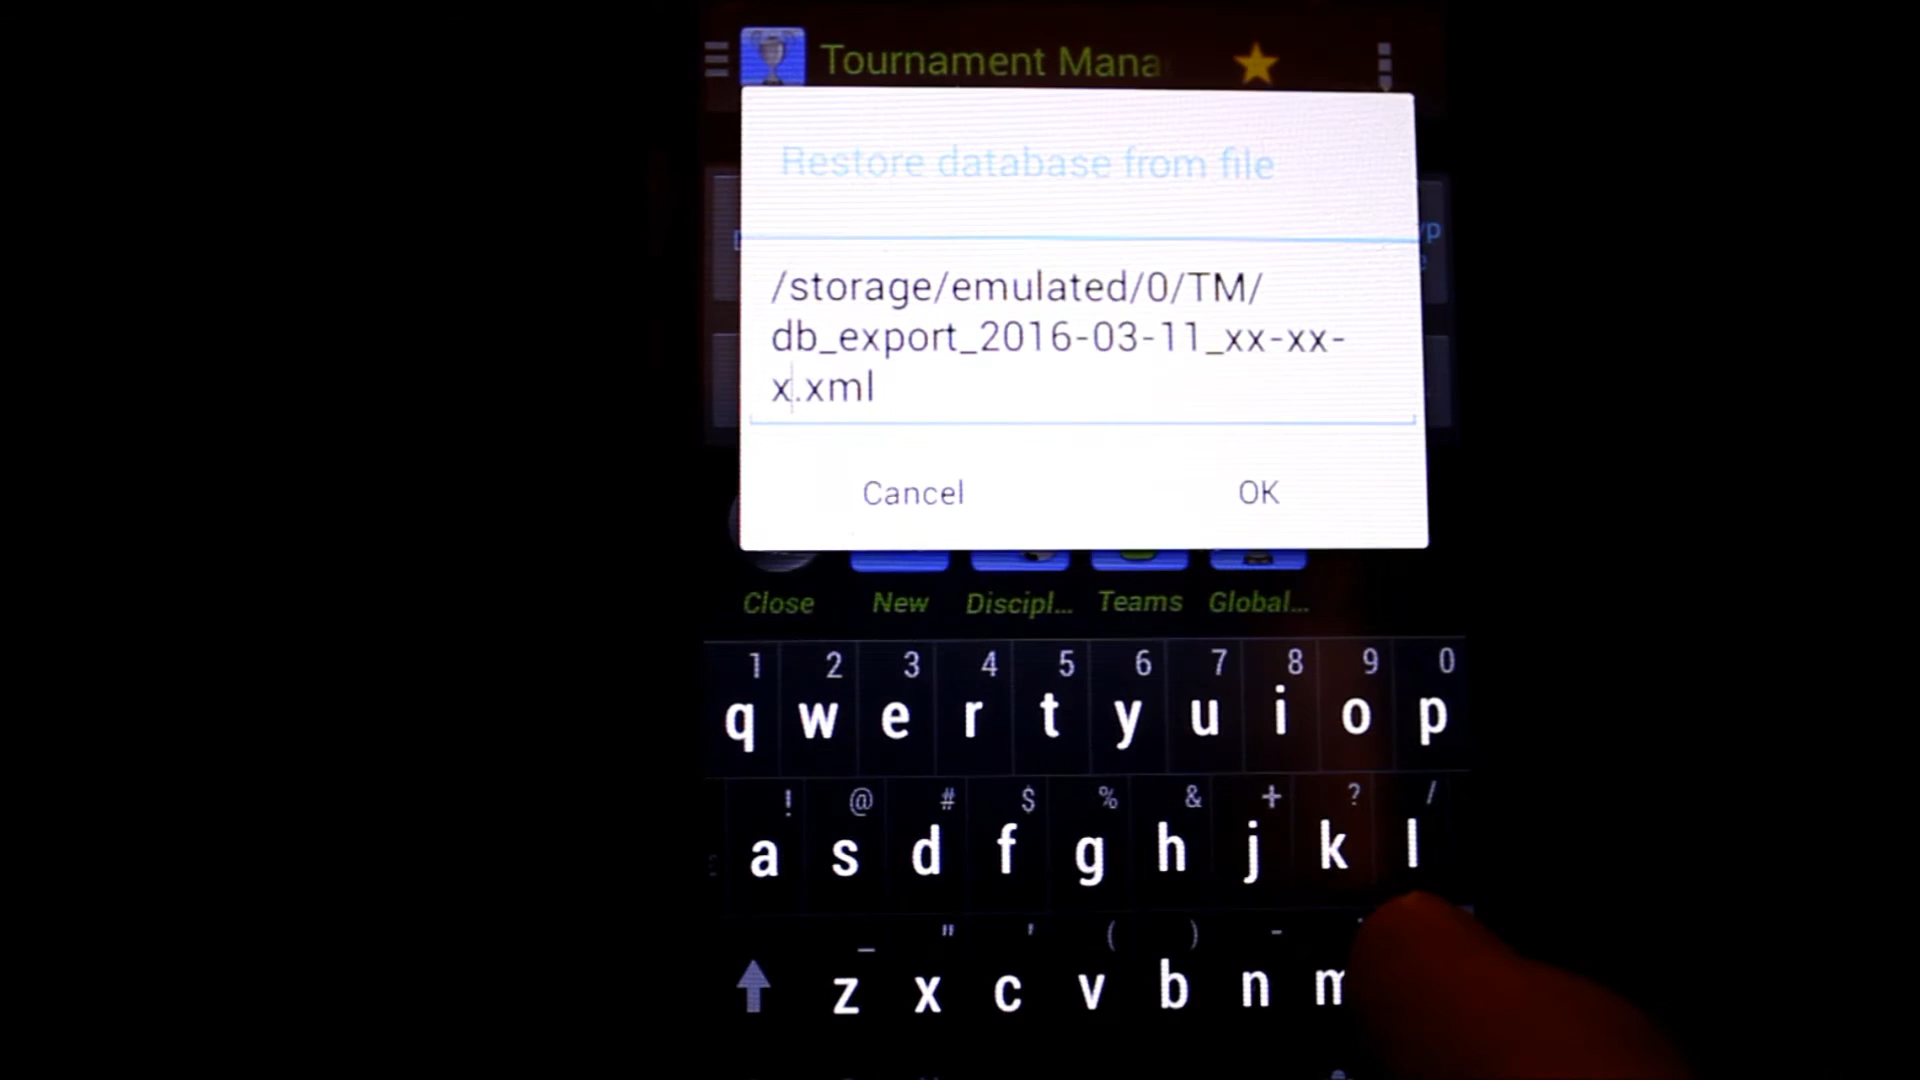 Tournament Mana
Restore database from file
/storage/emulated/0/TM/
db_export_2016-03-11_xx-xx-
x.xml
Cancel OK
Close New Discipl... Teams Global...
1 2 3 4 5 6 7 8 9 0
q w e r t y u i o p
! @ # $ % & + ? /
a s d f g h j k l
_ " ' ( ) -
z x c v b n m